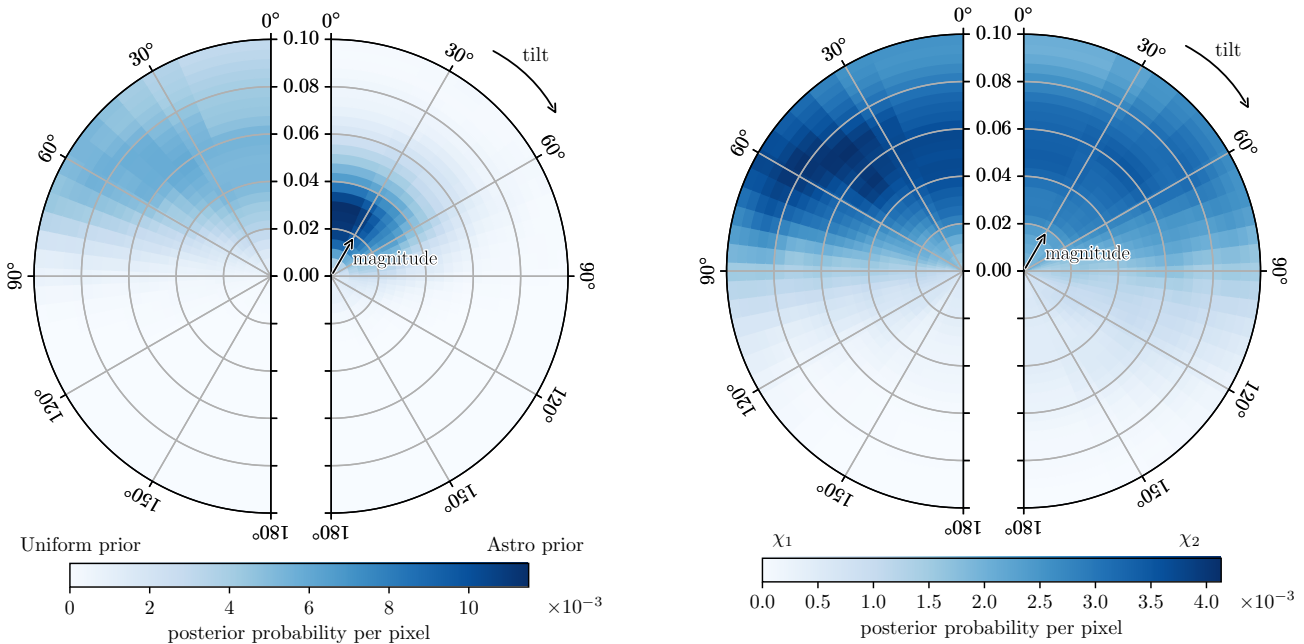 0° 0°
30° 0.10 30° tilt
0.08
60° 0.06 60°
0.04
0.02
magnitude
90° 0.00 90°
120° 120°
150° 150°
180° 180°
Uniform prior Astro prior
0 2 4 6 8 10 ×10⁻³
posterior probability per pixel
0° 0°
30° 0.10 30° tilt
0.08
60° 0.06 60°
0.04
0.02
magnitude
90° 0.00 90°
120° 120°
150° 150°
180° 180°
χ₁ χ₂
0.0 0.5 1.0 1.5 2.0 2.5 3.0 3.5 4.0 ×10⁻³
posterior probability per pixel